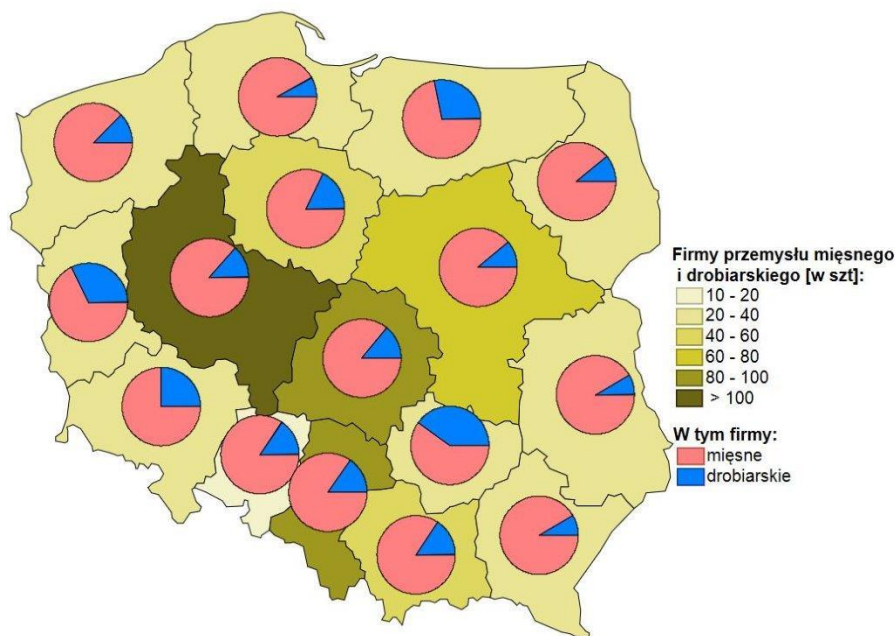 Firmy przemysłu mięsnego
i drobiarskiego [w szt]:
10 - 20
20 - 40
40 - 60
60 - 80
80 - 100
> 100
W tym firmy:
mięsne
drobiarskie